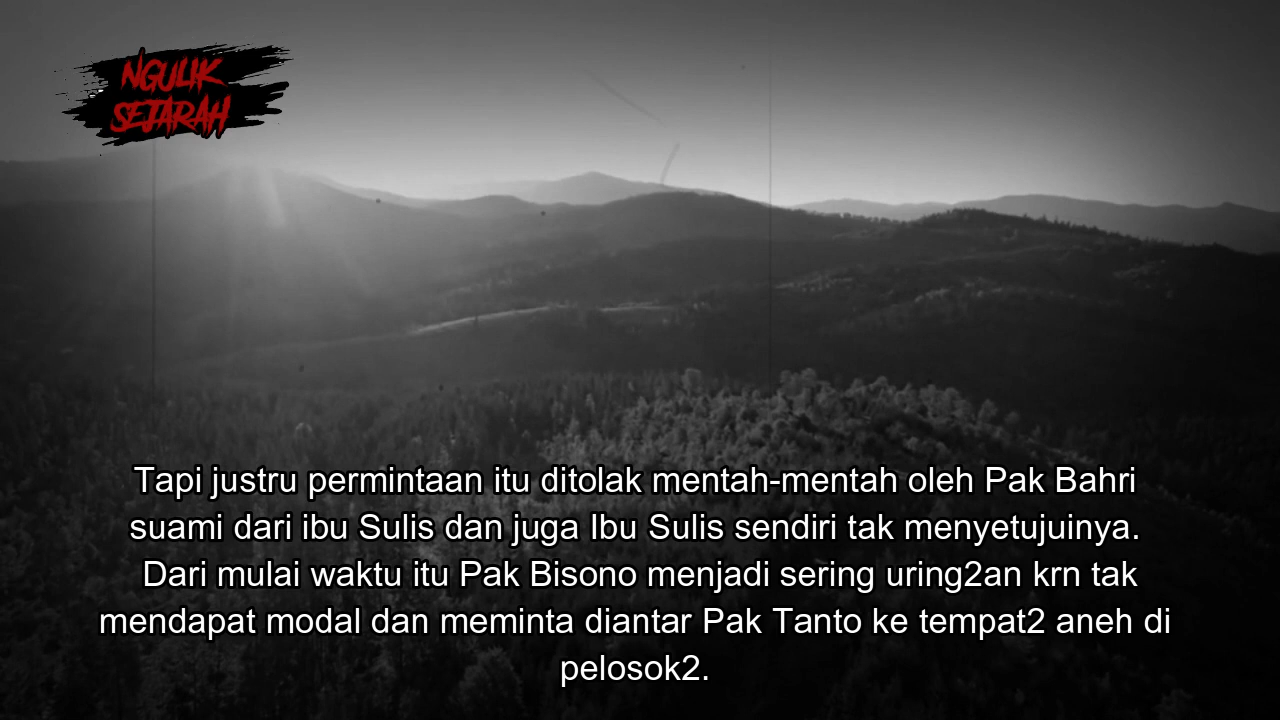 NGULIK
SEJARAH
Tapi justru permintaan itu ditolak mentah-mentah oleh Pak Bahri
suami dari ibu Sulis dan juga Ibu Sulis sendiri tak menyetujuinya.
Dari mulai waktu itu Pak Bisono menjadi sering uring2an krn tak
mendapat modal dan meminta diantar Pak Tanto ke tempat2 aneh di
pelosok2.